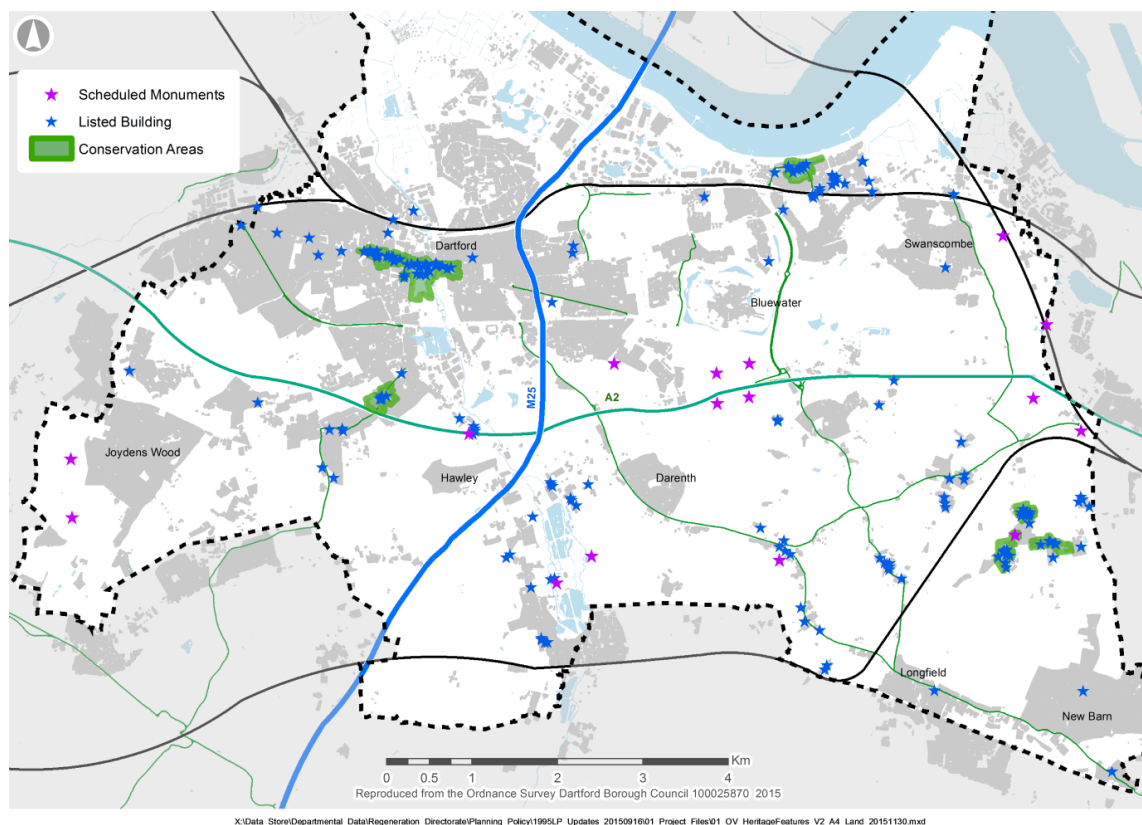 Scheduled Monuments
Listed Building
Conservation Areas
Dartford
Swanscombe
Bluewater
M25
A2
Joydens Wood
Hawley
Darenth
Longfield
New Barn
Km
0 0.5 1 2 3 4
Reproduced from the Ordnance Survey Dartford Borough Council 100025870 2015
X:\Data_Store\Departmental_Data\Regeneration_Directorate\Planning_Policy\1995LP_Updates_20150916\01_Project_Files\01_OV_HeritageFeatures_V2_A4_Land_20151130.mxd